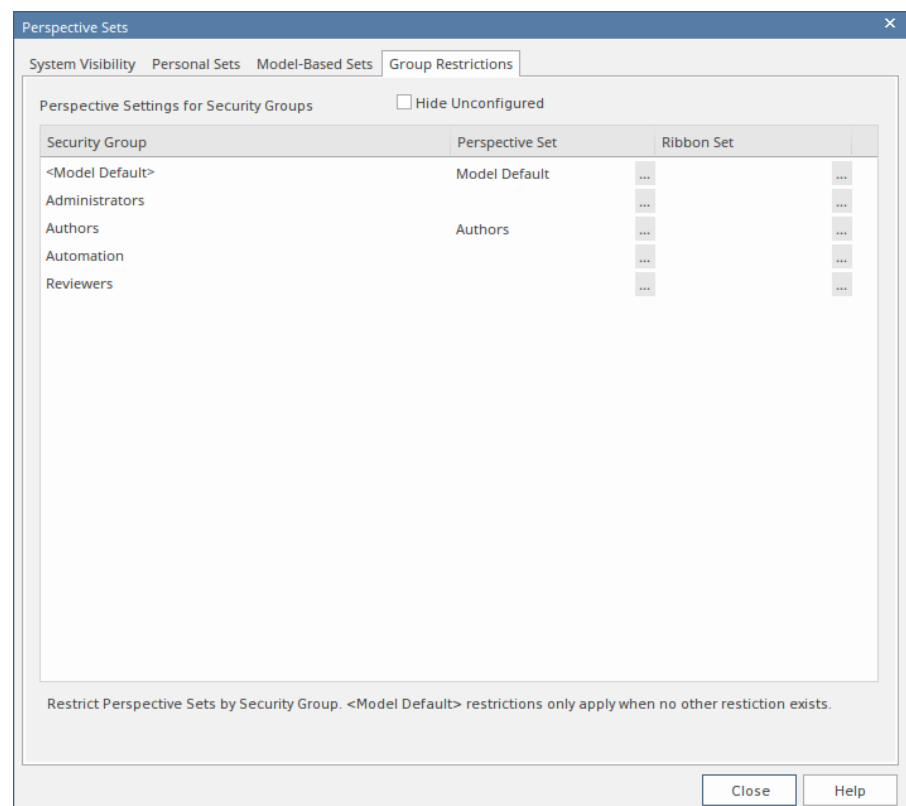 Perspective Sets
System Visibility Personal Sets Model-Based Sets Group Restrictions
Perspective Settings for Security Groups Hide Unconfigured
Security Group Perspective Set Ribbon Set
<Model Default> Model Default ... ...
Administrators ... ...
Authors Authors ... ...
Automation ... ...
Reviewers ... ...
Restrict Perspective Sets by Security Group. <Model Default> restrictions only apply when no other restiction exists.
Close Help